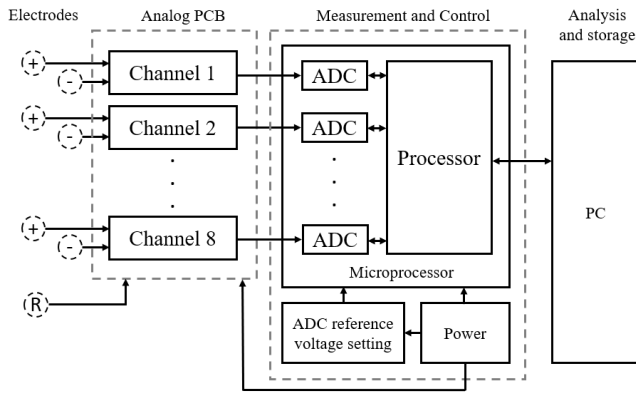 Electrodes
Analog PCB
Measurement and Control
Analysis
and storage
+
-
Channel 1
ADC
+
-
Channel 2
ADC
Processor
PC
+
-
Channel 8
ADC
Microprocessor
R
ADC reference
voltage setting
Power